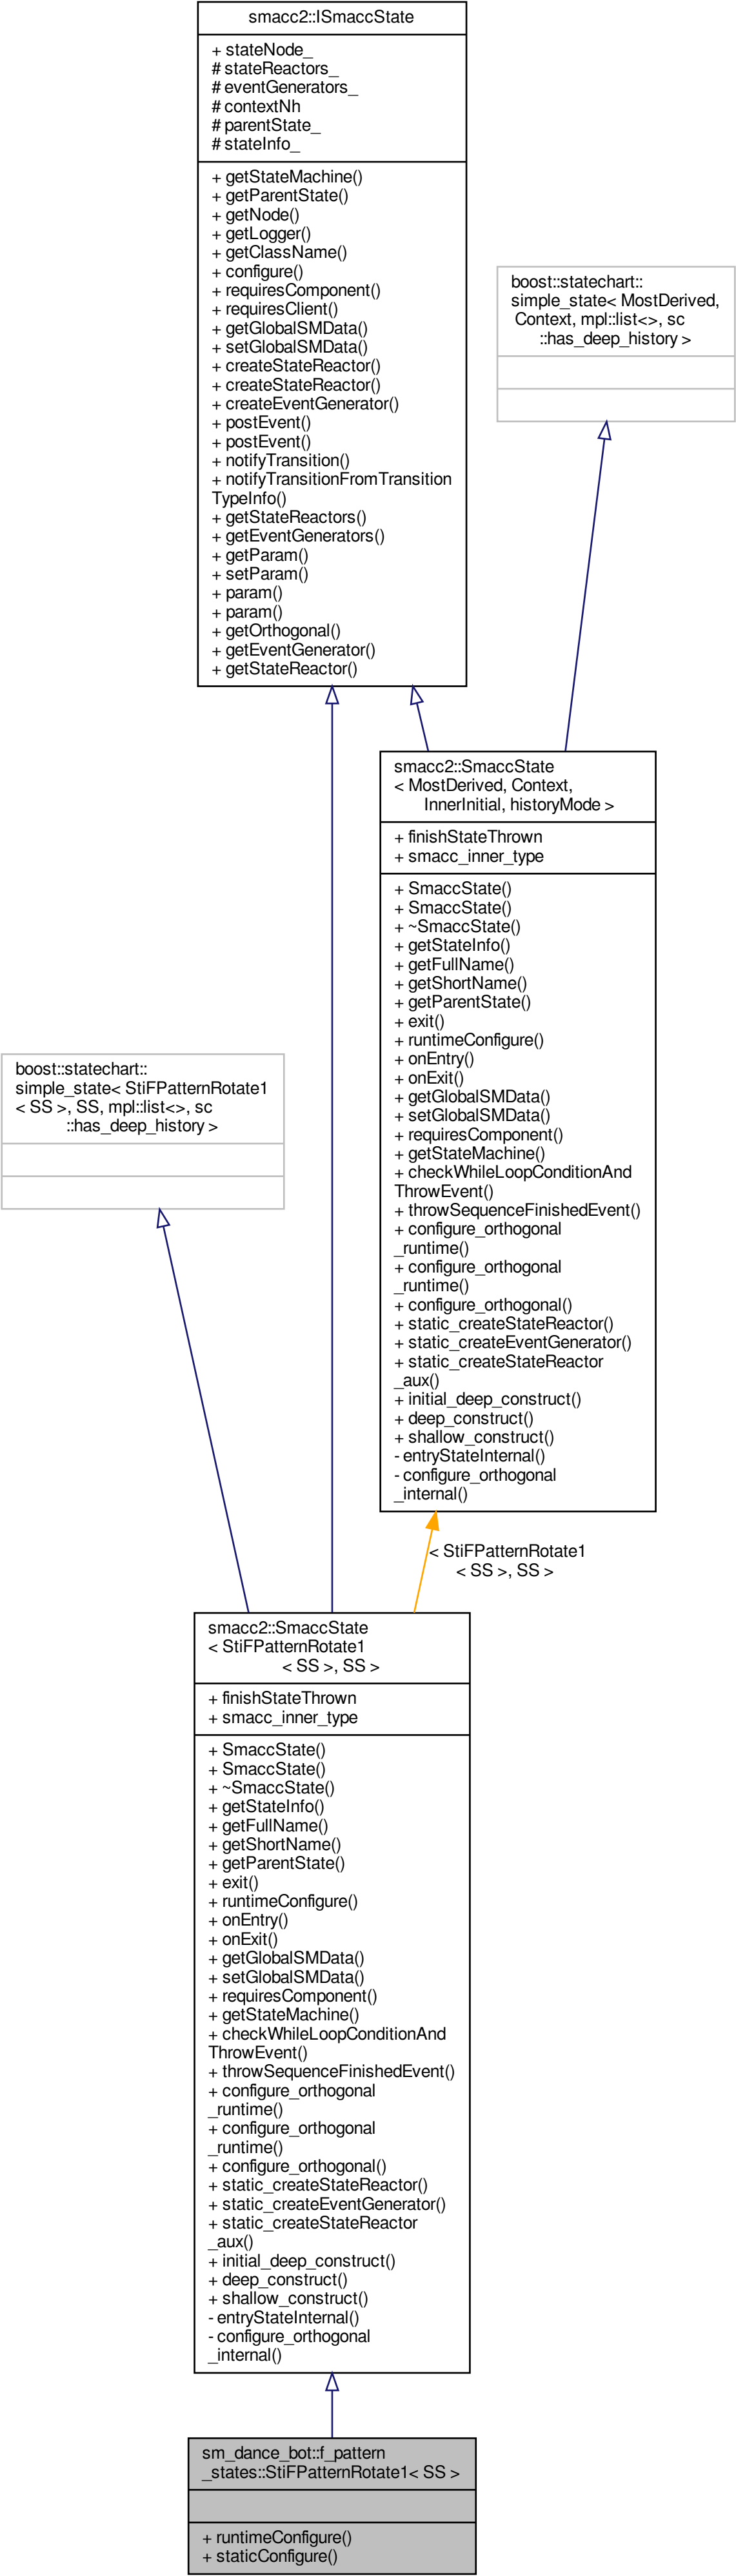 smacc2::ISmaccState
+ stateNode_
# stateReactors_
# eventGenerators_
# contextNh
# parentState_
# stateInfo_
+ getStateMachine()
+ getParentState()
+ getNode()
+ getLogger()
+ getClassName()
+ configure()
+ requiresComponent()
+ requiresClient()
+ getGlobalSMData()
+ setGlobalSMData()
+ createStateReactor()
+ createStateReactor()
+ createEventGenerator()
+ postEvent()
+ postEvent()
+ notifyTransition()
+ notifyTransitionFromTransition
TypeInfo()
+ getStateReactors()
+ getEventGenerators()
+ getParam()
+ setParam()
+ param()
+ param()
+ getOrthogonal()
+ getEventGenerator()
+ getStateReactor()
boost::statechart::
simple_state< MostDerived,
Context, mpl::list<>, sc
::has_deep_history >
smacc2::SmaccState
< MostDerived, Context,
InnerInitial, historyMode >
+ finishStateThrown
+ smacc_inner_type
+ SmaccState()
+ SmaccState()
+ ~SmaccState()
+ getStateInfo()
+ getFullName()
+ getShortName()
+ getParentState()
+ exit()
+ runtimeConfigure()
+ onEntry()
+ onExit()
+ getGlobalSMData()
+ setGlobalSMData()
+ requiresComponent()
+ getStateMachine()
+ checkWhileLoopConditionAnd
ThrowEvent()
+ throwSequenceFinishedEvent()
+ configure_orthogonal
_runtime()
+ configure_orthogonal
_runtime()
+ configure_orthogonal()
+ static_createStateReactor()
+ static_createEventGenerator()
+ static_createStateReactor
_aux()
+ initial_deep_construct()
+ deep_construct()
+ shallow_construct()
- entryStateInternal()
- configure_orthogonal
_internal()
boost::statechart::
simple_state< StiFPatternRotate1
< SS >, SS, mpl::list<>, sc
::has_deep_history >
< StiFPatternRotate1
< SS >, SS >
smacc2::SmaccState
< StiFPatternRotate1
< SS >, SS >
+ finishStateThrown
+ smacc_inner_type
+ SmaccState()
+ SmaccState()
+ ~SmaccState()
+ getStateInfo()
+ getFullName()
+ getShortName()
+ getParentState()
+ exit()
+ runtimeConfigure()
+ onEntry()
+ onExit()
+ getGlobalSMData()
+ setGlobalSMData()
+ requiresComponent()
+ getStateMachine()
+ checkWhileLoopConditionAnd
ThrowEvent()
+ throwSequenceFinishedEvent()
+ configure_orthogonal
_runtime()
+ configure_orthogonal
_runtime()
+ configure_orthogonal()
+ static_createStateReactor()
+ static_createEventGenerator()
+ static_createStateReactor
_aux()
+ initial_deep_construct()
+ deep_construct()
+ shallow_construct()
- entryStateInternal()
- configure_orthogonal
_internal()
sm_dance_bot::f_pattern
_states::StiFPatternRotate1< SS >
+ runtimeConfigure()
+ staticConfigure()